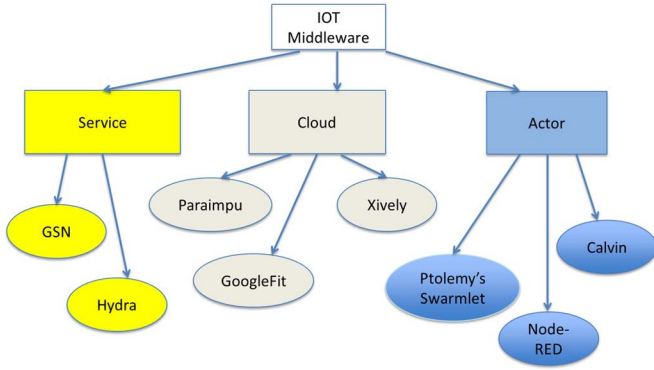 IOT
Middleware
Service
Cloud
Actor
Paraimpu
Xively
GSN
Calvin
GoogleFit
Ptolemy's
Swarmlet
Hydra
Node-
RED